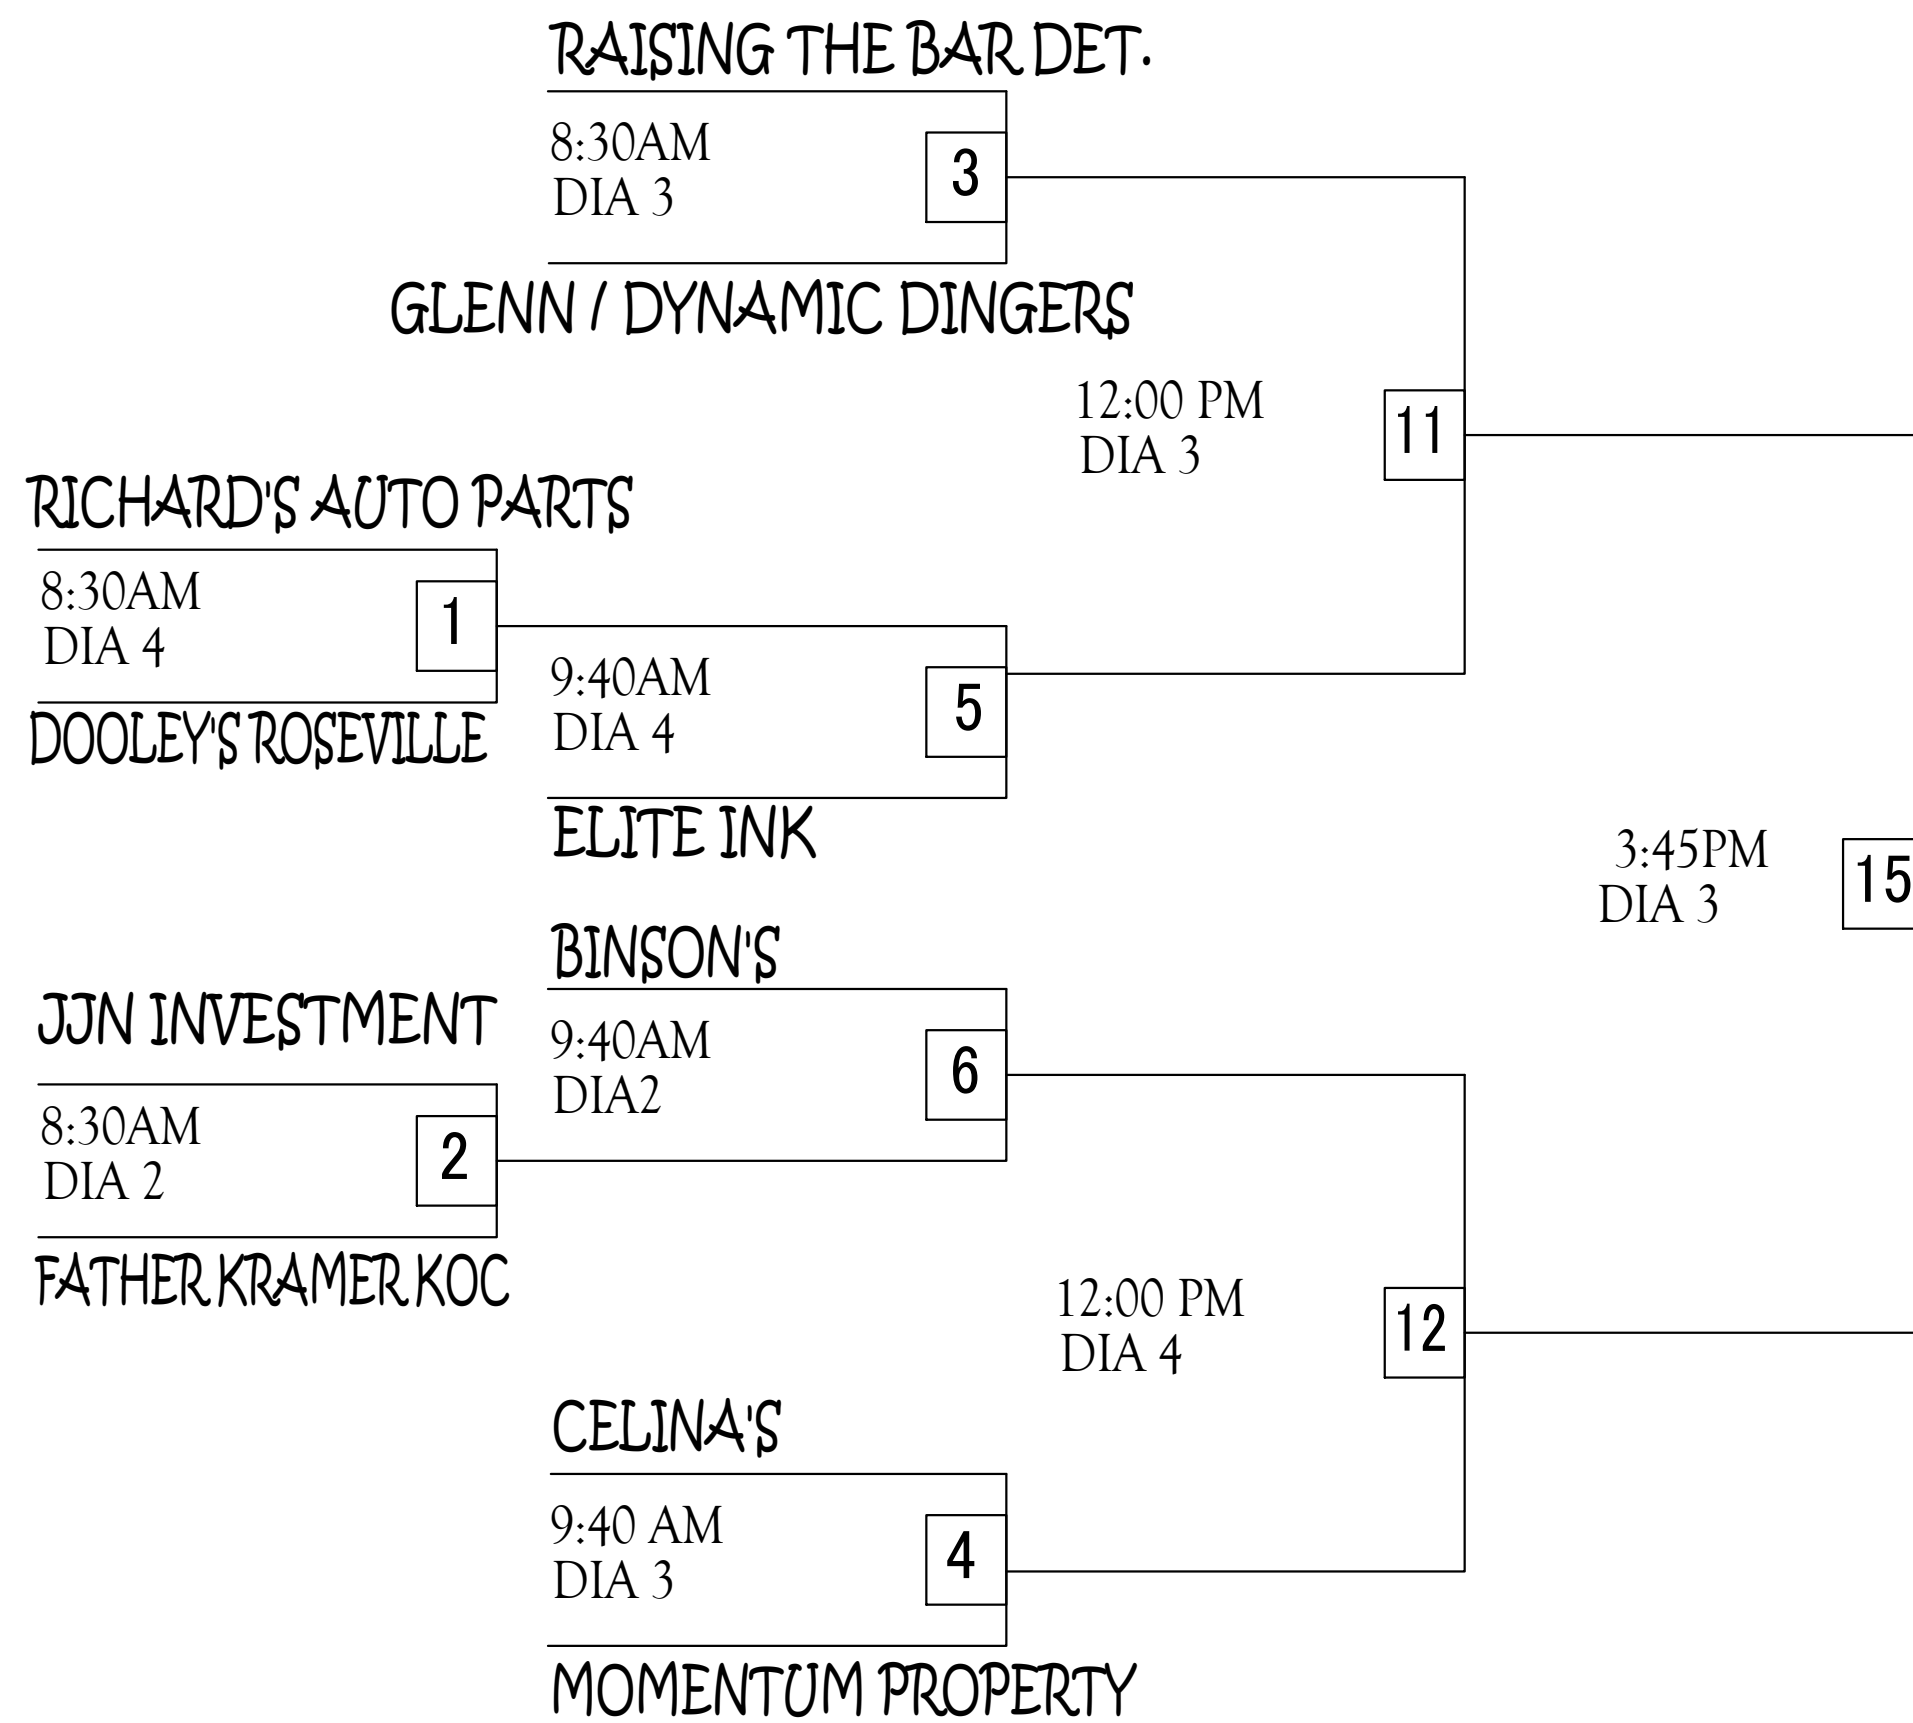 RAISING THE BAR DET.
8:30AM
DIA 3
3
GLENN / DYNAMIC DINGERS
12:00 PM
DIA 3
11
RICHARD'S AUTO PARTS
8:30AM
DIA 4
1
DOOLEY'S ROSEVILLE
9:40AM
DIA 4
5
ELITE INK
3:45PM
DIA 3
15
BINSON'S
9:40AM
DIA2
6
JJN INVESTMENT
8:30AM
DIA 2
2
FATHER KRAMER KOC
12:00 PM
DIA 4
12
CELINA'S
9:40 AM
DIA 3
4
MOMENTUM PROPERTY